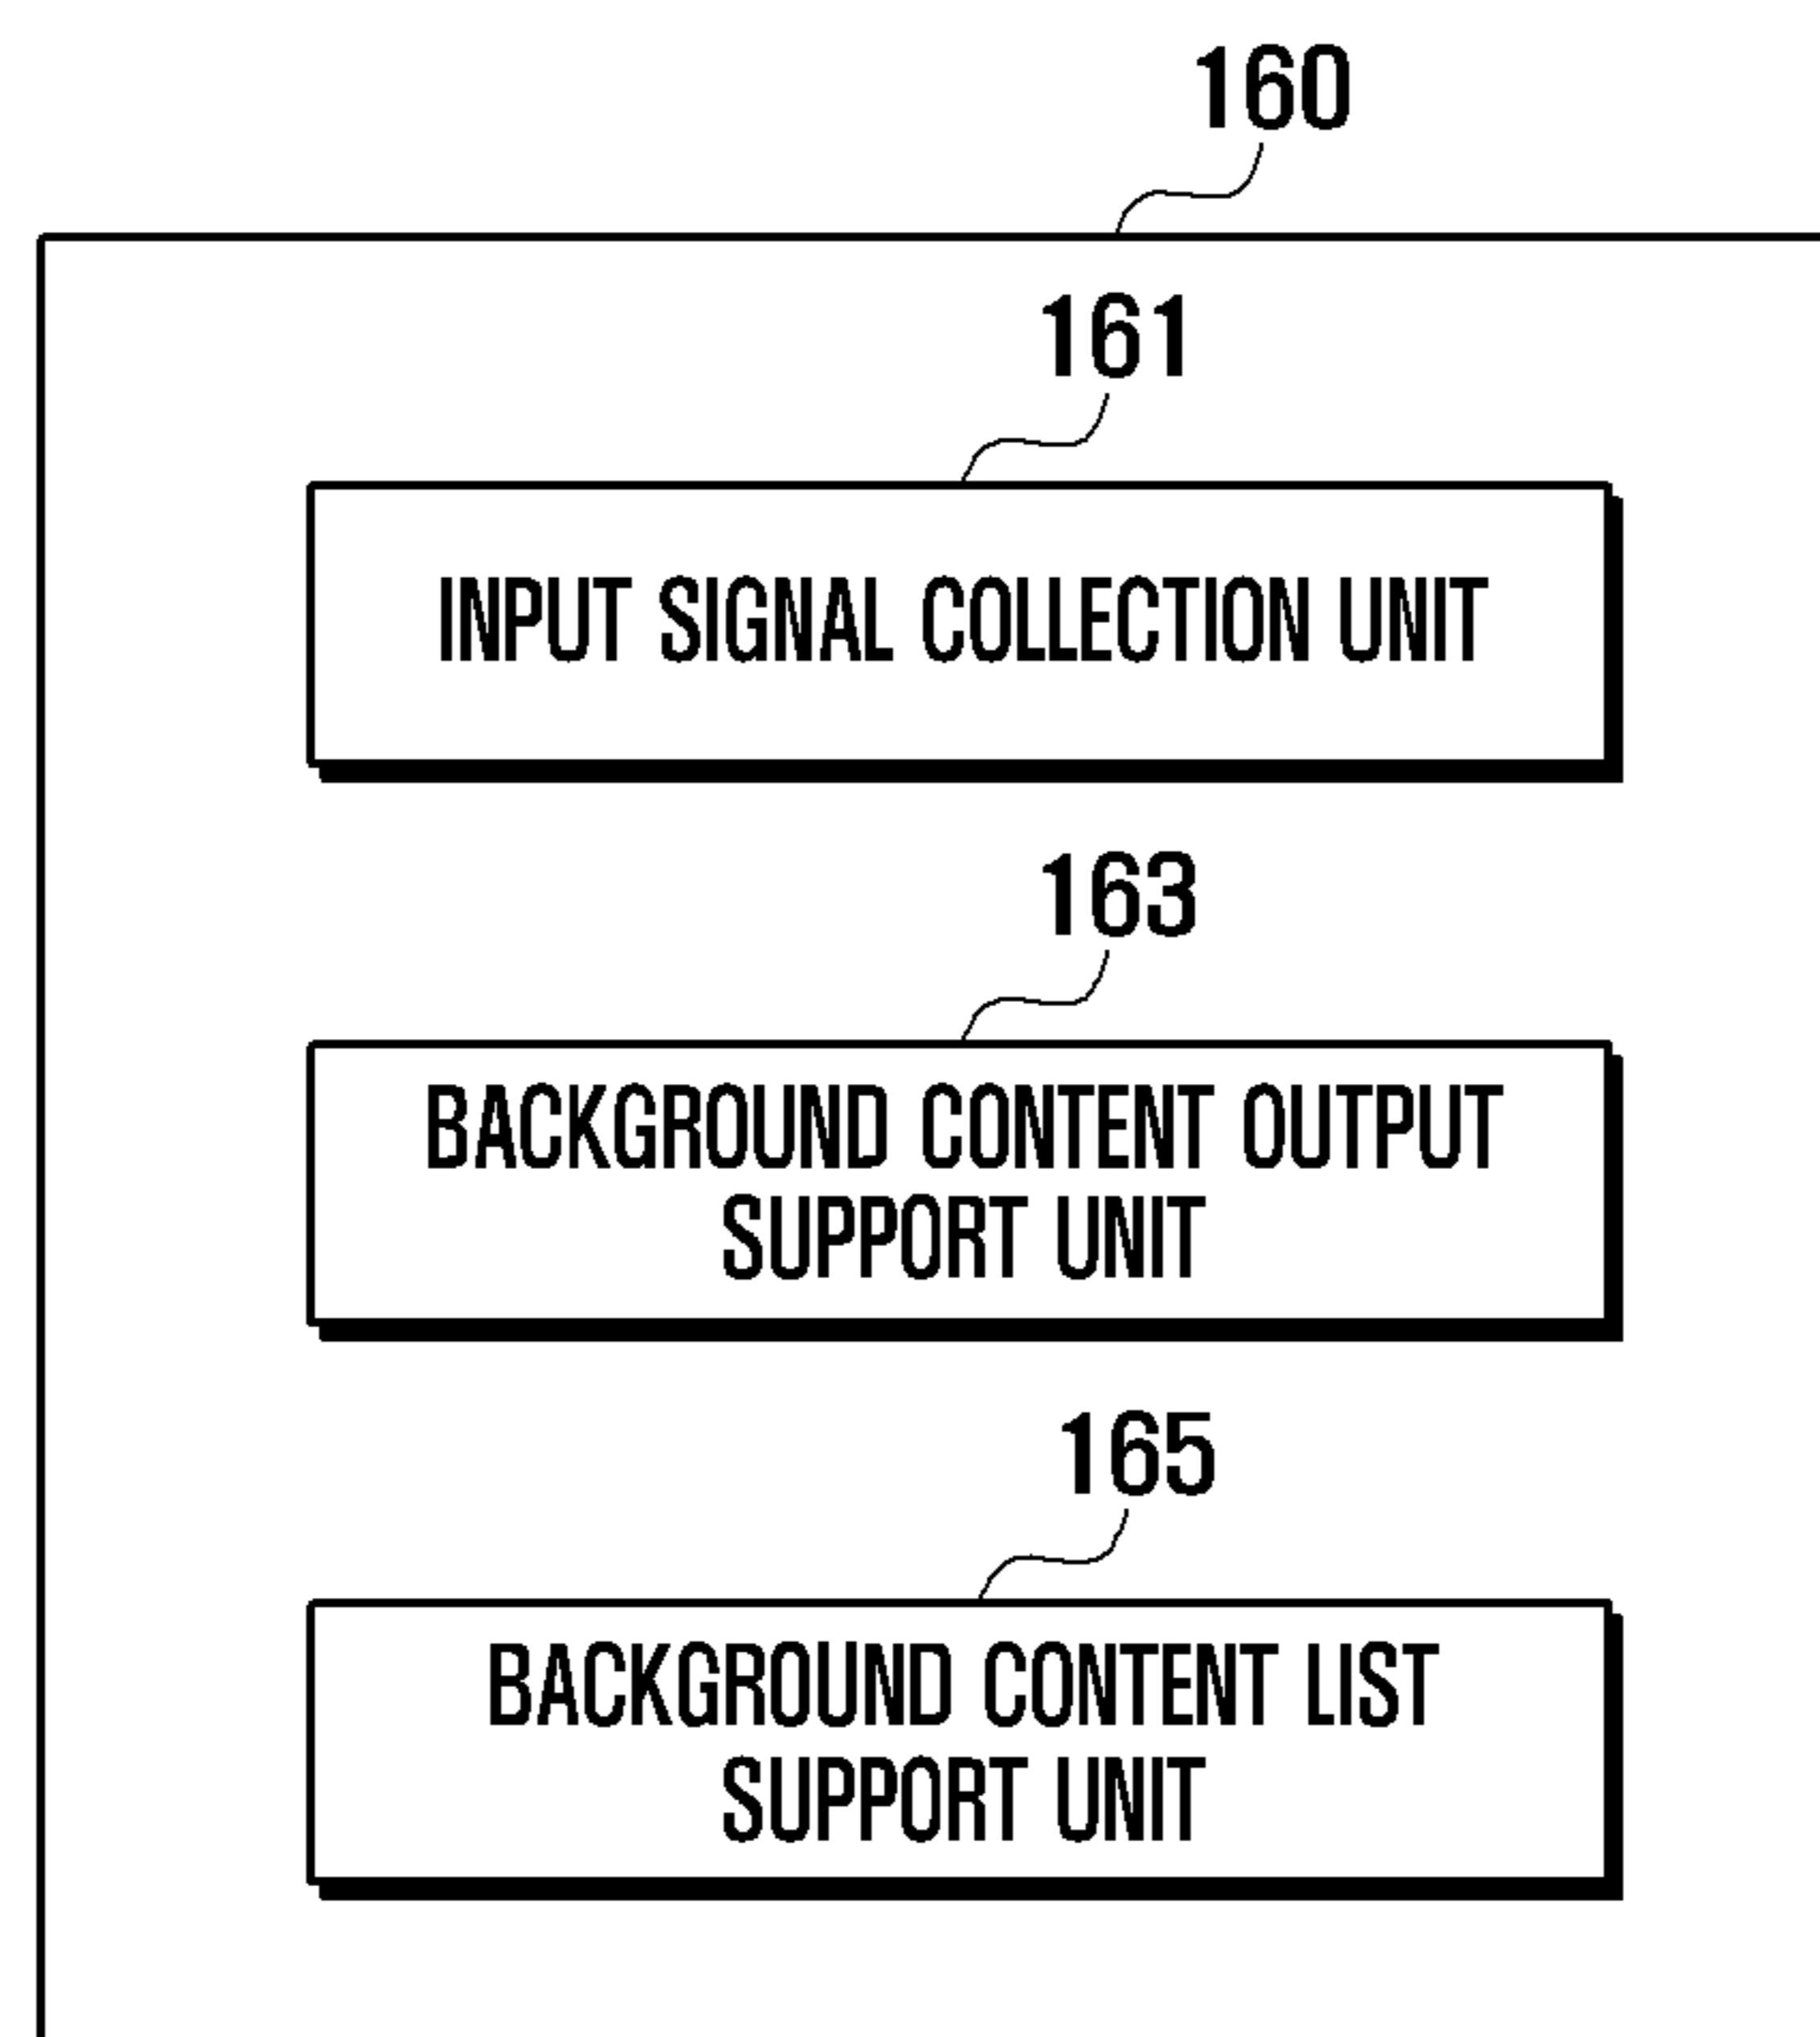 160
161
INPUT SIGNAL COLLECTION UNIT
163
BACKGROUND CONTENT OUTPUT
SUPPORT UNIT
165
BACKGROUND CONTENT LIST
SUPPORT UNIT